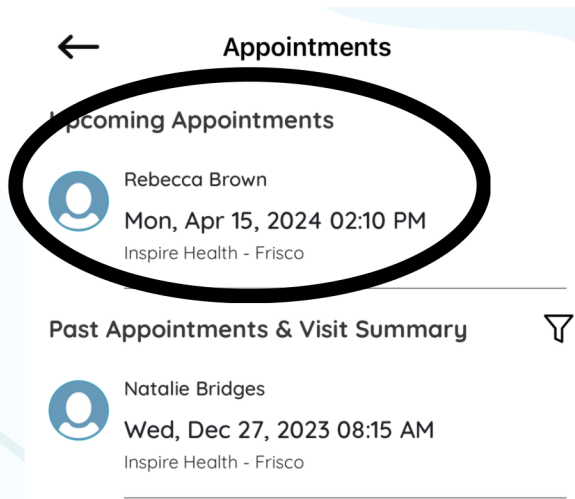 Appointments
Upcoming Appointments
Rebecca Brown
Mon, Apr 15, 2024 02:10 PM
Inspire Health - Frisco
Past Appointments & Visit Summary
Natalie Bridges
Wed, Dec 27, 2023 08:15 AM
Inspire Health - Frisco